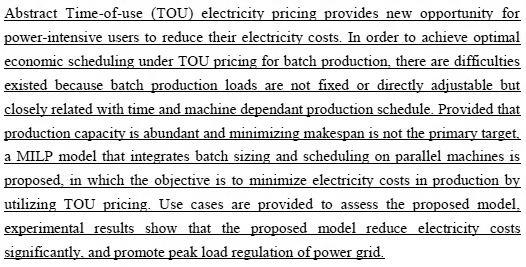 Abstract Time-of-use (TOU) electricity pricing provides new opportunity for
power-intensive users to reduce their electricity costs. In order to achieve optimal
economic scheduling under TOU pricing for batch production, there are difficulties
existed because batch production loads are not fixed or directly adjustable but
closely related with time and machine dependant production schedule. Provided that
production capacity is abundant and minimizing makespan is not the primary target,
a MILP model that integrates batch sizing and scheduling on parallel machines is
proposed, in which the objective is to minimize electricity costs in production by
utilizing TOU pricing. Use cases are provided to assess the proposed model,
experimental results show that the proposed model reduce electricity costs
significantly, and promote peak load regulation of power grid.